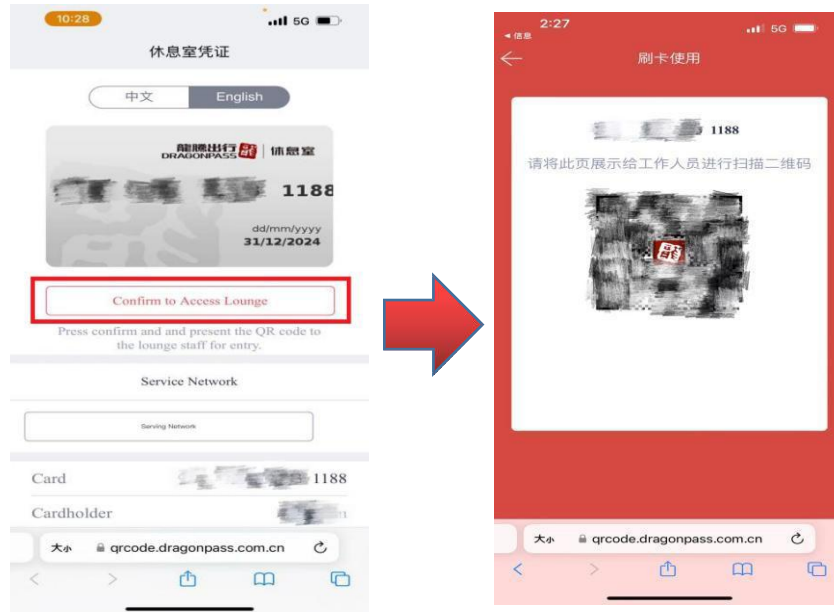 10:28
5G
休息室凭证
中文
English
龍騰出行
DRAGONPASS
休息室
1188
dd/mm/yyyy
31/12/2024
Confirm to Access Lounge
Press confirm and and present the QR code to
the lounge staff for entry.
Service Network
Serving Network
Card 1188
Cardholder
大小 qrcode.dragonpass.com.cn
2:27
信息
5G
刷卡使用
1188
请将此页展示给工作人员进行扫描二维码
大小 qrcode.dragonpass.com.cn